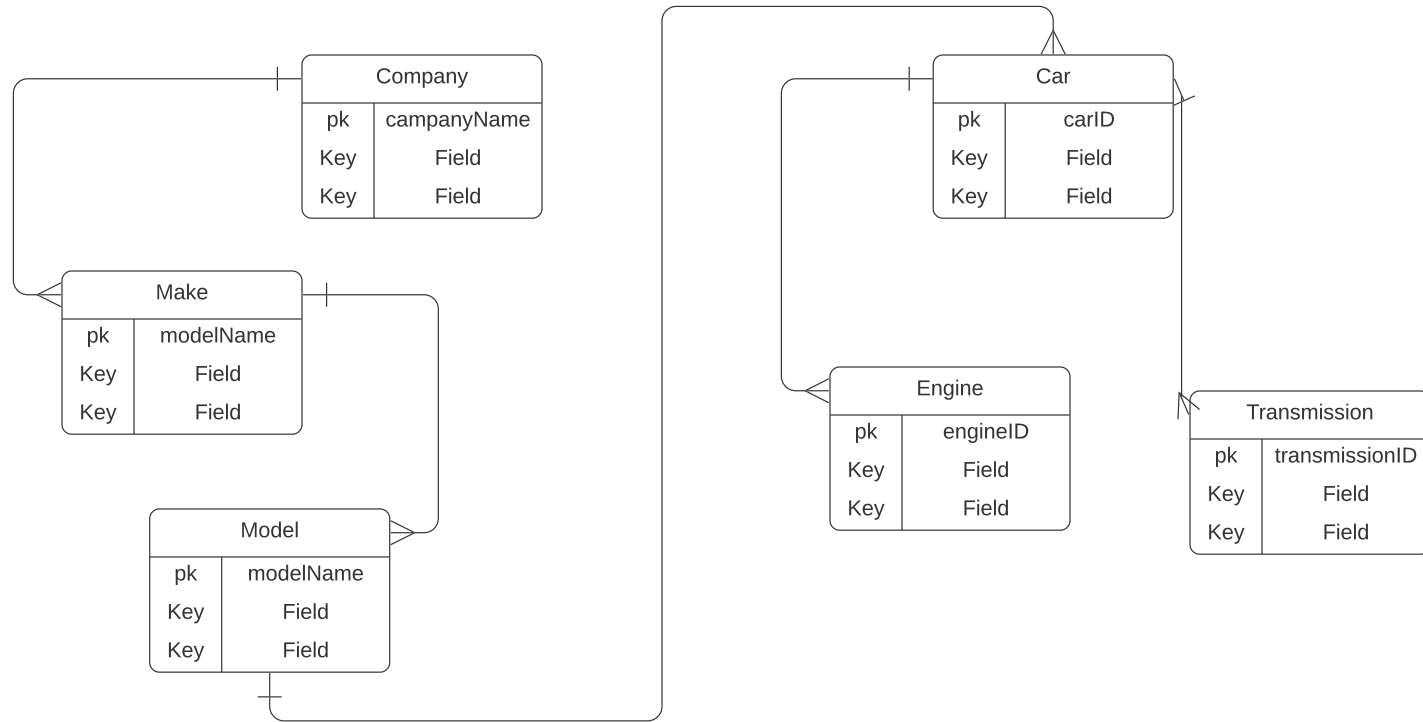 Company
pk campanyName
Key Field
Key Field
Car
pk carID
Key Field
Key Field
Make
pk modelName
Key Field
Key Field
Engine
pk engineID
Key Field
Key Field
Transmission
pk transmissionID
Key Field
Key Field
Model
pk modelName
Key Field
Key Field